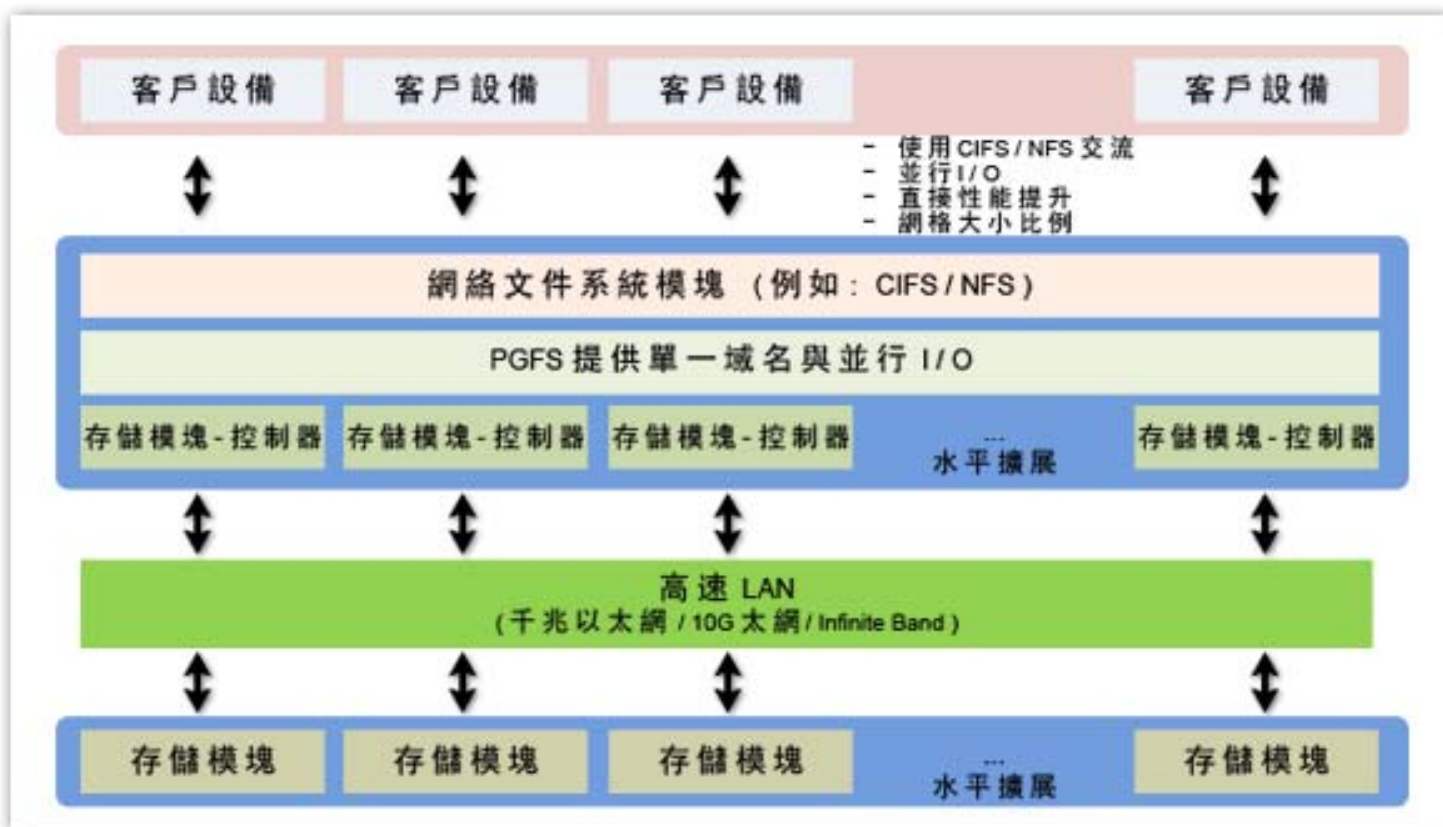 客戶設備 客戶設備 客戶設備 客戶設備
- 使用 CIFS / NFS 交流
- 並行 I / O
- 直接性能提升
- 網格大小比例
網絡文件系統模塊 (例如: CIFS / NFS)
PGFS 提供單一域名與並行 I / O
存儲模塊-控制器 存儲模塊-控制器 存儲模塊-控制器 ... 存儲模塊-控制器
水平擴展
高速 LAN
(千兆以太網 / 10G 太網 / Infinite Band)
存儲模塊 存儲模塊 存儲模塊 ... 存儲模塊
水平擴展